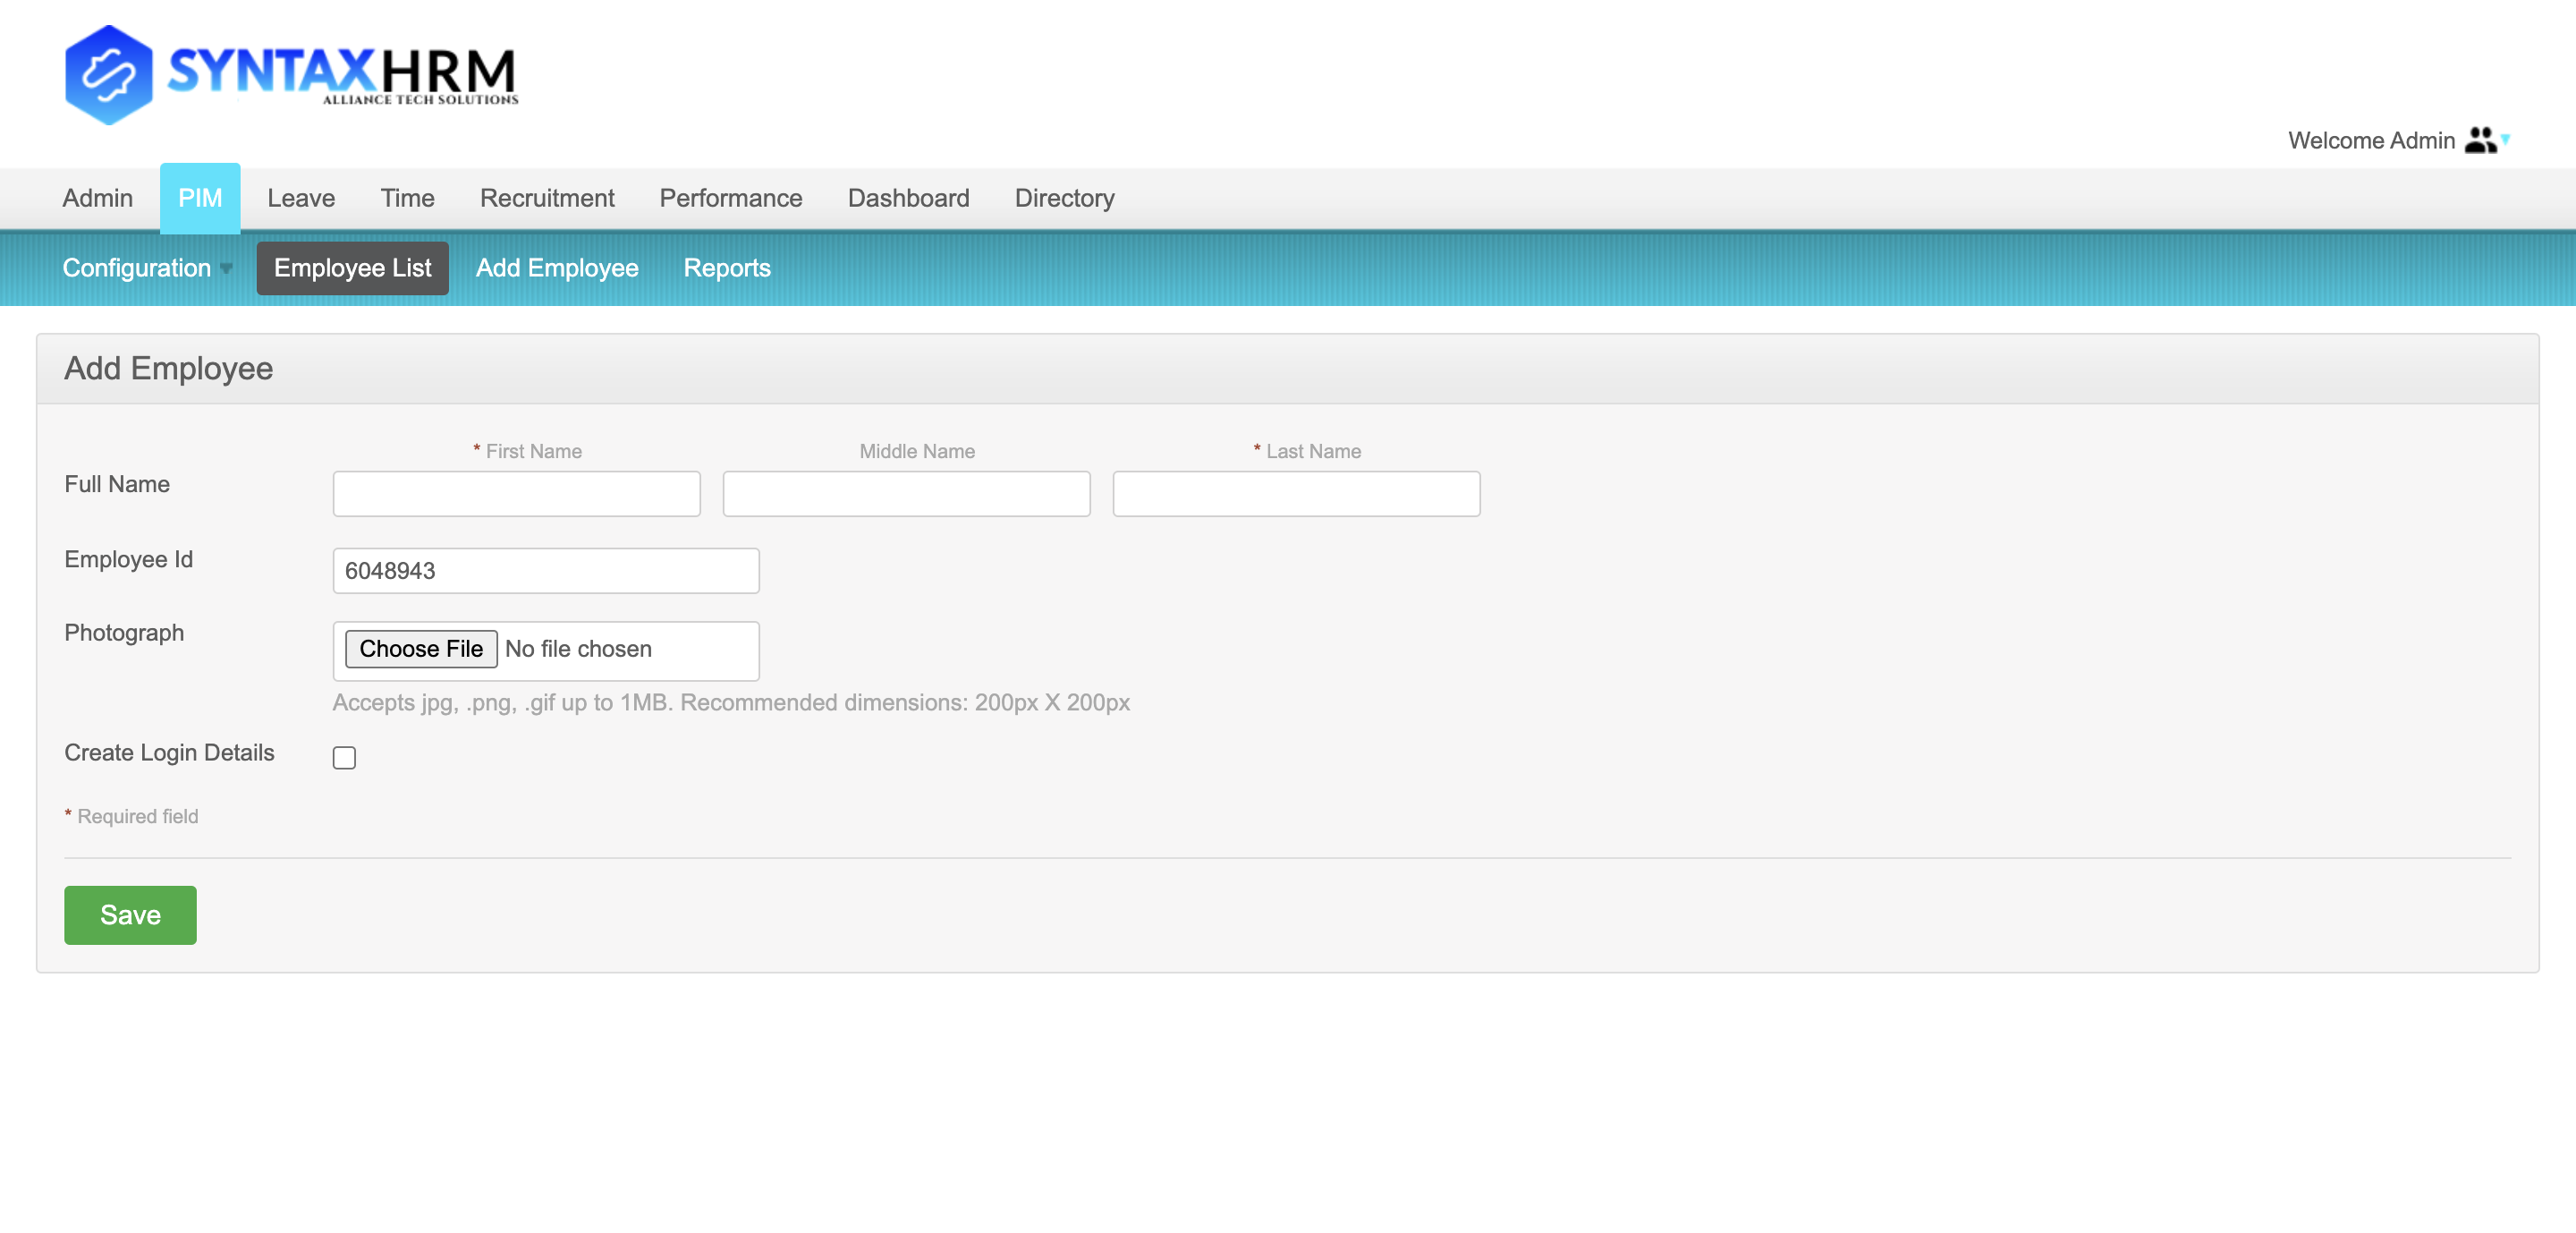 SYNTAXHRM
ALLIANCE TECH SOLUTIONS
Welcome Admin
Admin PIM Leave Time Recruitment Performance Dashboard Directory
Configuration Employee List Add Employee Reports
Add Employee
* First Name Middle Name * Last Name
Full Name
Employee Id 6048943
Photograph Choose File No file chosen
Accepts jpg, .png, .gif up to 1MB. Recommended dimensions: 200px X 200px
Create Login Details
* Required field
Save